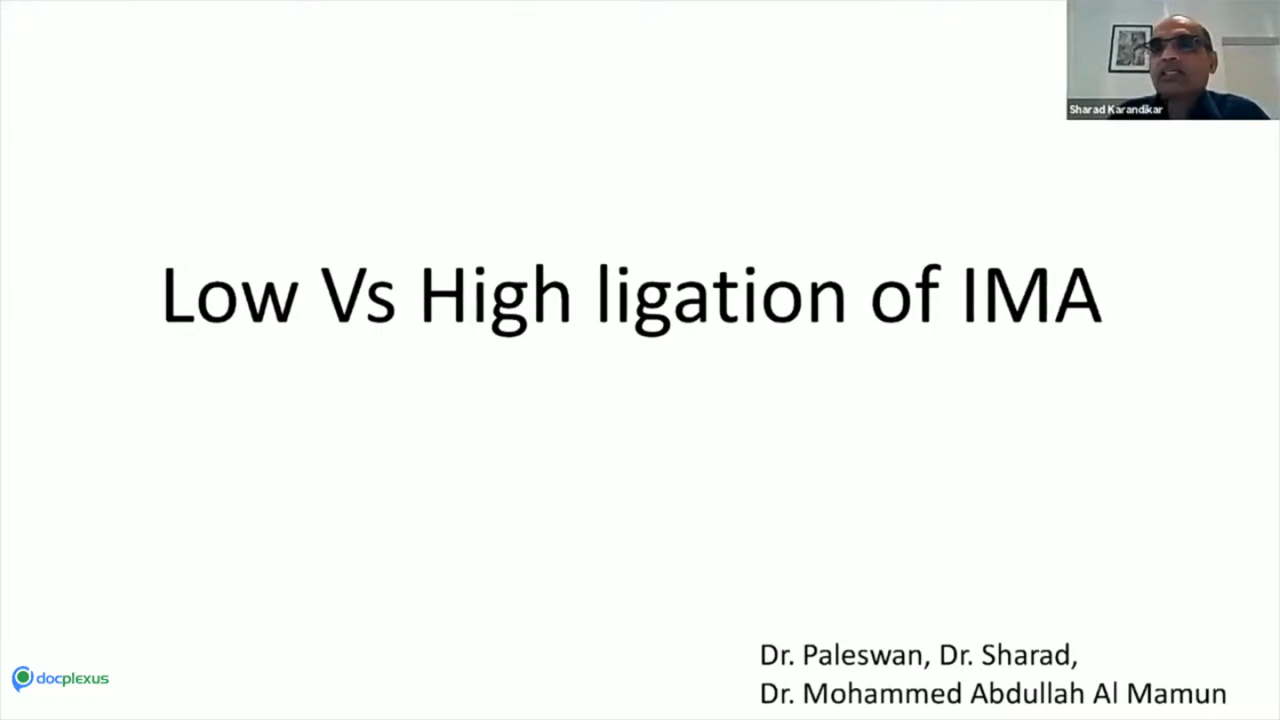 Sharad Karandikar
Low Vs High ligation of IMA
Dr. Paleswan, Dr. Sharad,
Dr. Mohammed Abdullah Al Mamun
docplexus